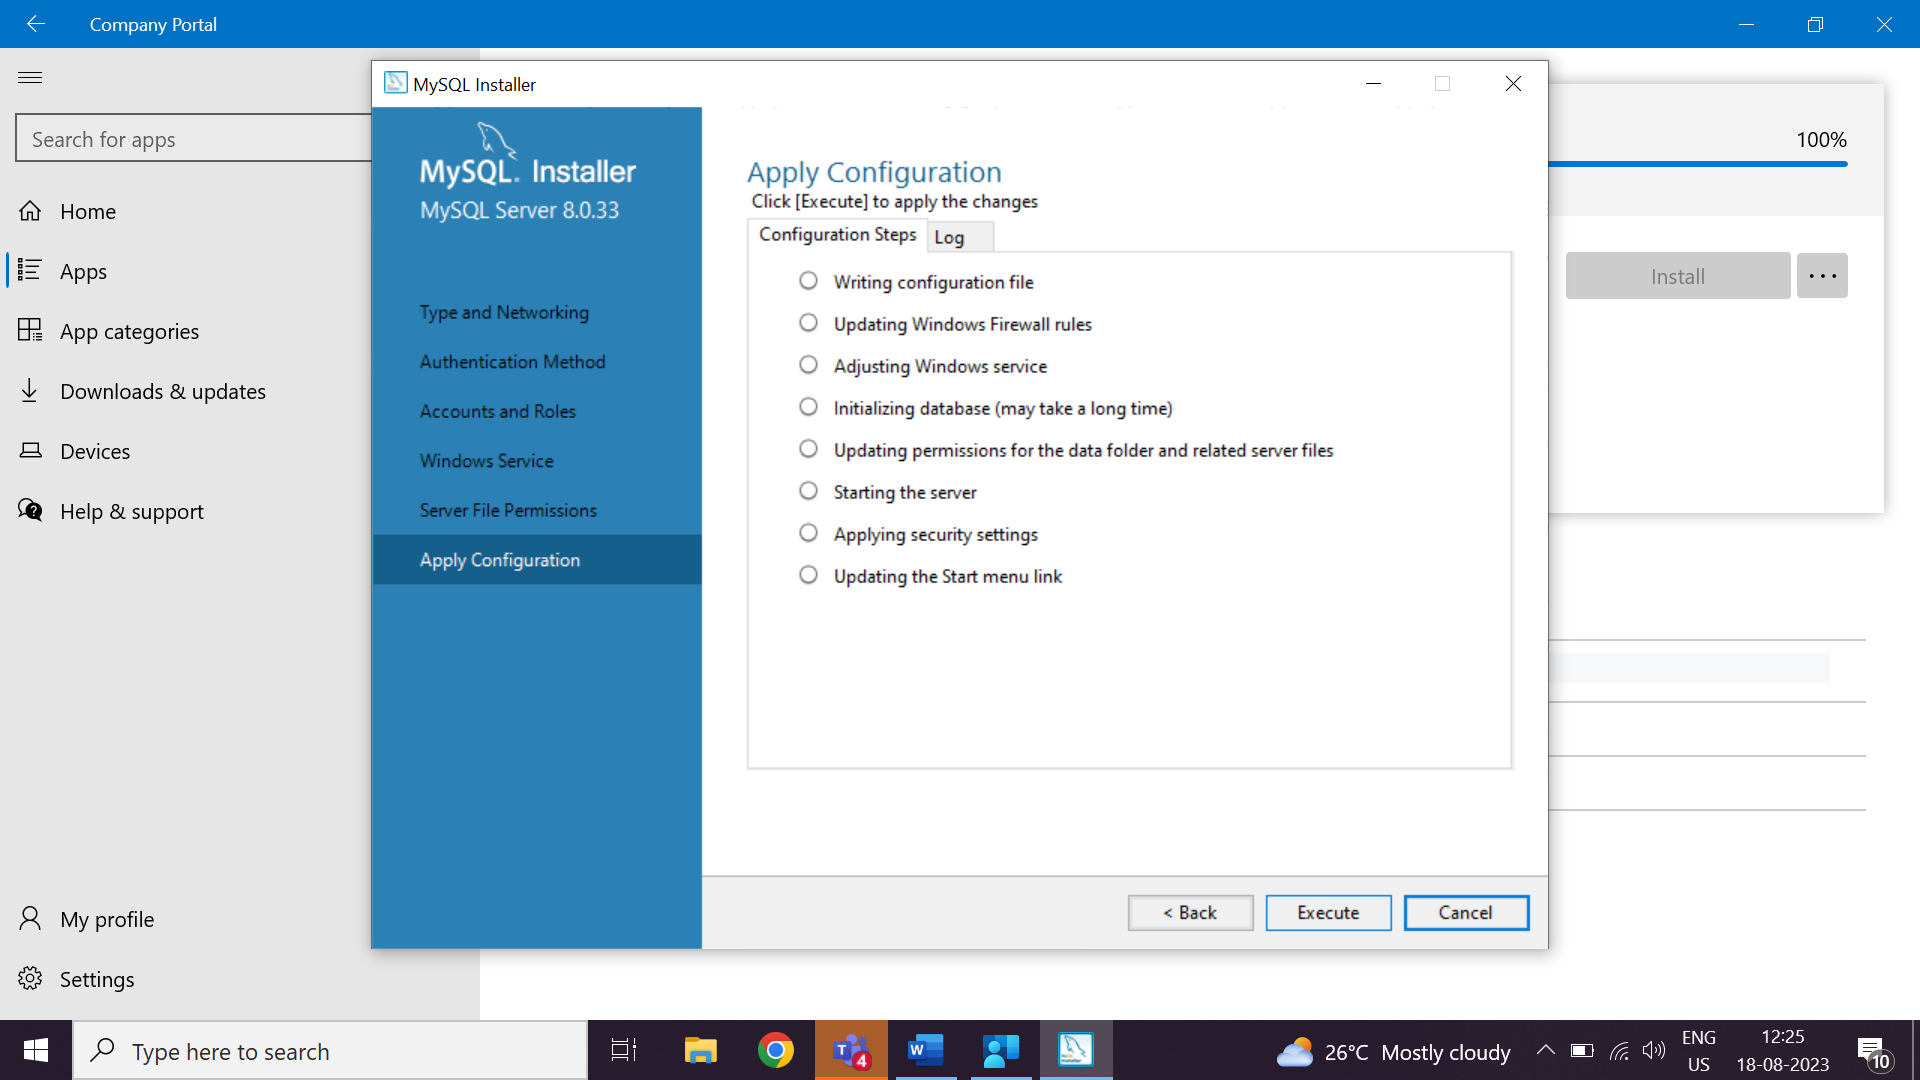 Company Portal
Search for apps
Home
Apps
App categories
Downloads & updates
Devices
Help & support
My profile
Settings
MySQL Installer
MySQL. Installer
MySQL Server 8.0.33
Type and Networking
Authentication Method
Accounts and Roles
Windows Service
Server File Permissions
Apply Configuration
Apply Configuration
Click [Execute] to apply the changes
Configuration Steps
Log
Writing configuration file
Updating Windows Firewall rules
Adjusting Windows service
Initializing database (may take a long time)
Updating permissions for the data folder and related server files
Starting the server
Applying security settings
Updating the Start menu link
< Back
Execute
Cancel
100%
Install
Type here to search
T
4
W
26°C Mostly cloudy
ENG
US
12:25
18-08-2023
10